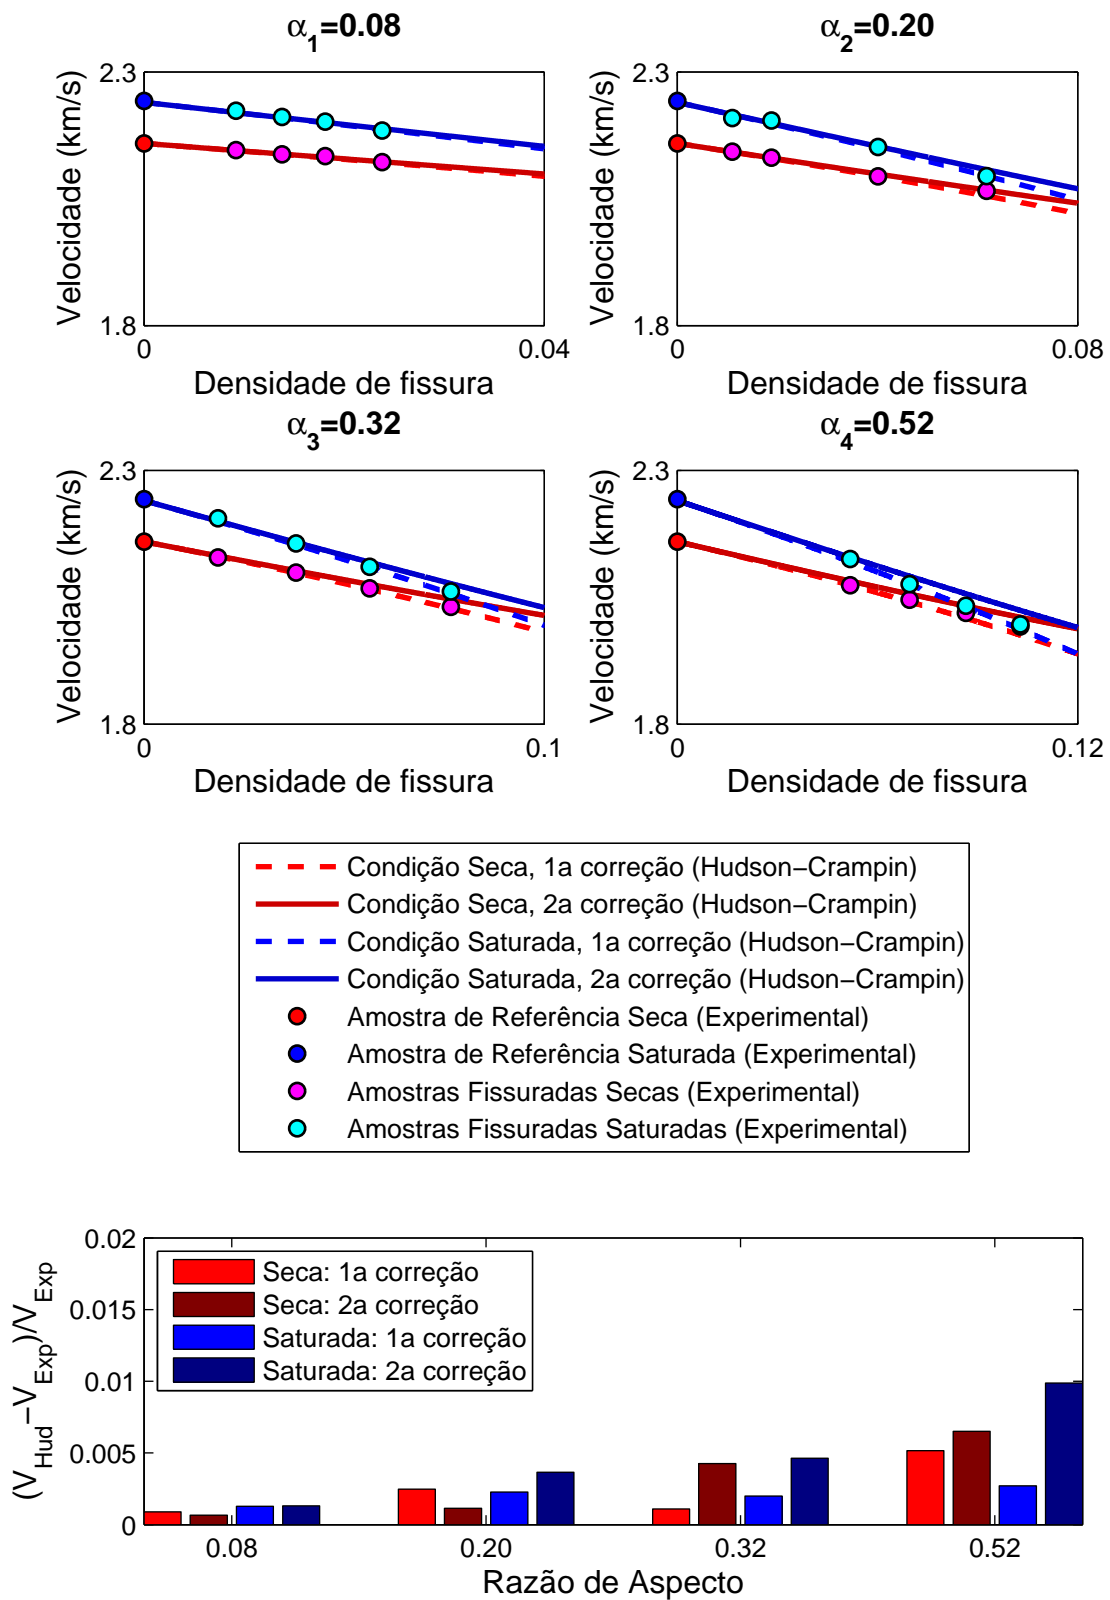 α1=0.08
α2=0.20
Velocidade (km/s)
2.3
1.8
0
0.04
Densidade de fissura
Velocidade (km/s)
2.3
1.8
0
0.08
Densidade de fissura
α3=0.32
α4=0.52
Velocidade (km/s)
2.3
1.8
0
0.1
Densidade de fissura
Velocidade (km/s)
2.3
1.8
0
0.12
Densidade de fissura
Condição Seca, 1a correção (Hudson−Crampin)
Condição Seca, 2a correção (Hudson−Crampin)
Condição Saturada, 1a correção (Hudson−Crampin)
Condição Saturada, 2a correção (Hudson−Crampin)
Amostra de Referência Seca (Experimental)
Amostra de Referência Saturada (Experimental)
Amostras Fissuradas Secas (Experimental)
Amostras Fissuradas Saturadas (Experimental)
(V_Hud−V_Exp)/V_Exp
0.02
0.015
0.01
0.005
0
Seca: 1a correção
Seca: 2a correção
Saturada: 1a correção
Saturada: 2a correção
0.08
0.20
0.32
0.52
Razão de Aspecto